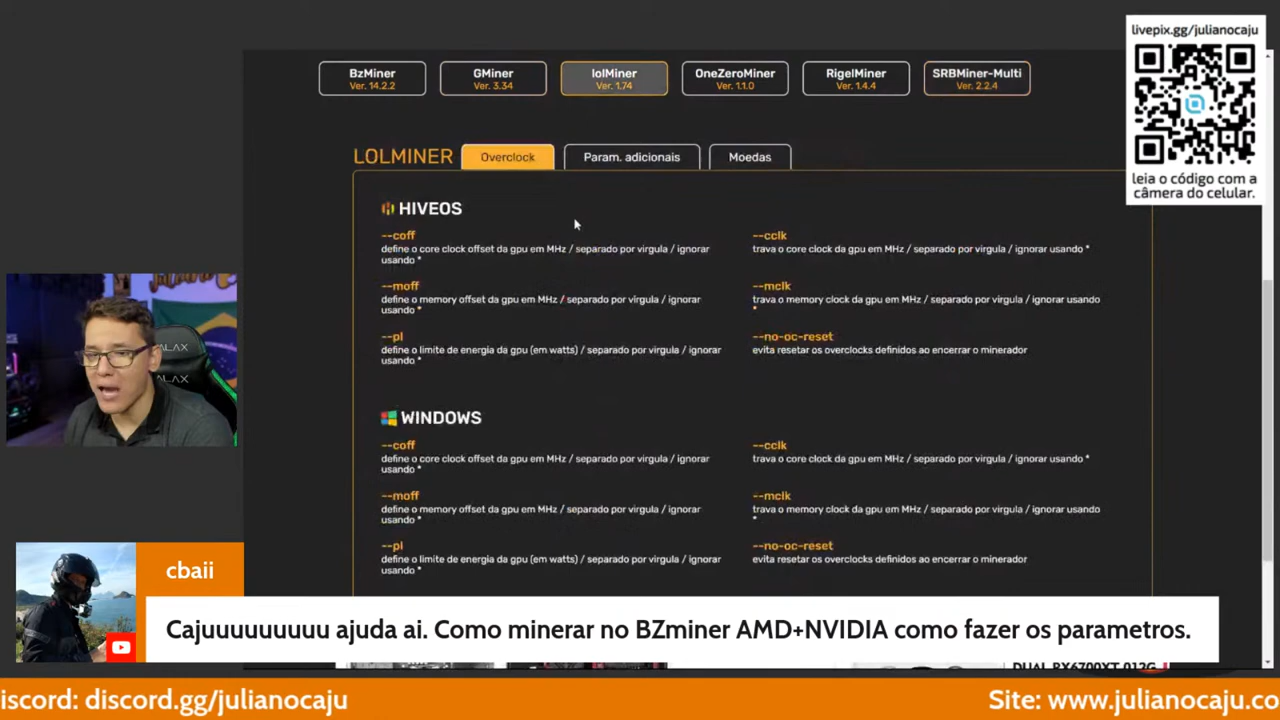 livepix.gg/julianocaju
leia o código com a
câmera do celular.
BzMiner
Ver. 14.2.2
GMiner
Ver. 3.34
lolMiner
Ver. 1.74
OneZeroMiner
Ver. 1.1.0
RigelMiner
Ver. 1.4.4
SRBMiner-Multi
Ver. 2.2.4
LOLMINER
Overclock
Param. adicionais
Moedas
HIVEOS
--coff
define o core clock offset da gpu em MHz / separado por virgula / ignorar
usando *
--cclk
trava o core clock da gpu em MHz / separado por virgula / ignorar usando *
--moff
define o memory offset da gpu em MHz / separado por virgula / ignorar
usando *
--mclk
trava o memory clock da gpu em MHz / separado por virgula / ignorar usando
*
--pl
define o limite de energia da gpu (em watts) / separado por virgula / ignorar
usando *
--no-oc-reset
evita resetar os overclocks definidos ao encerrar o minerador
WINDOWS
--coff
define o core clock offset da gpu em MHz / separado por virgula / ignorar
usando *
--cclk
trava o core clock da gpu em MHz / separado por virgula / ignorar usando *
--moff
define o memory offset da gpu em MHz / separado por virgula / ignorar
usando *
--mclk
trava o memory clock da gpu em MHz / separado por virgula / ignorar usando
*
--pl
define o limite de energia da gpu (em watts) / separado por virgula / ignorar
usando *
--no-oc-reset
evita resetar os overclocks definidos ao encerrar o minerador
ALAX
ALAX
cbaii
Cajuuuuuuuuu ajuda ai. Como minerar no BZminer AMD+NVIDIA como fazer os parametros.
iscord: discord.gg/julianocaju
Site: www.julianocaju.co